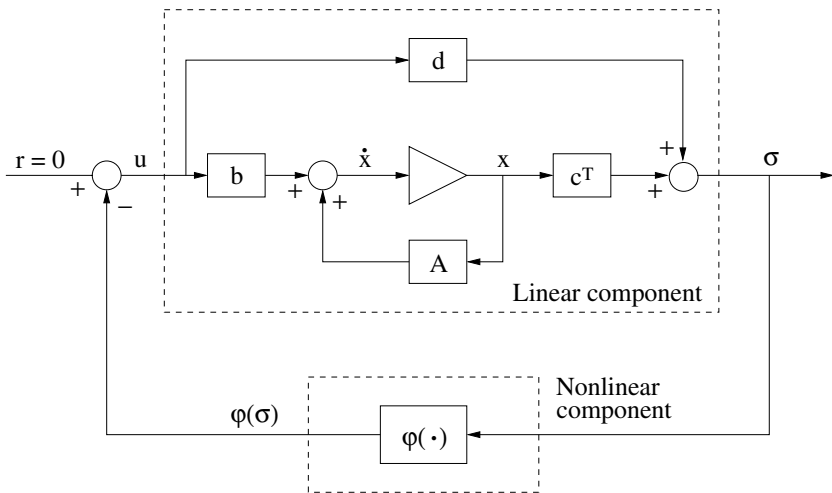 d
r = 0
u
b
ẋ
x
cᵀ
σ
+
−
+
+
+
+
A
Linear component
Nonlinear
component
φ(σ)
φ(·)